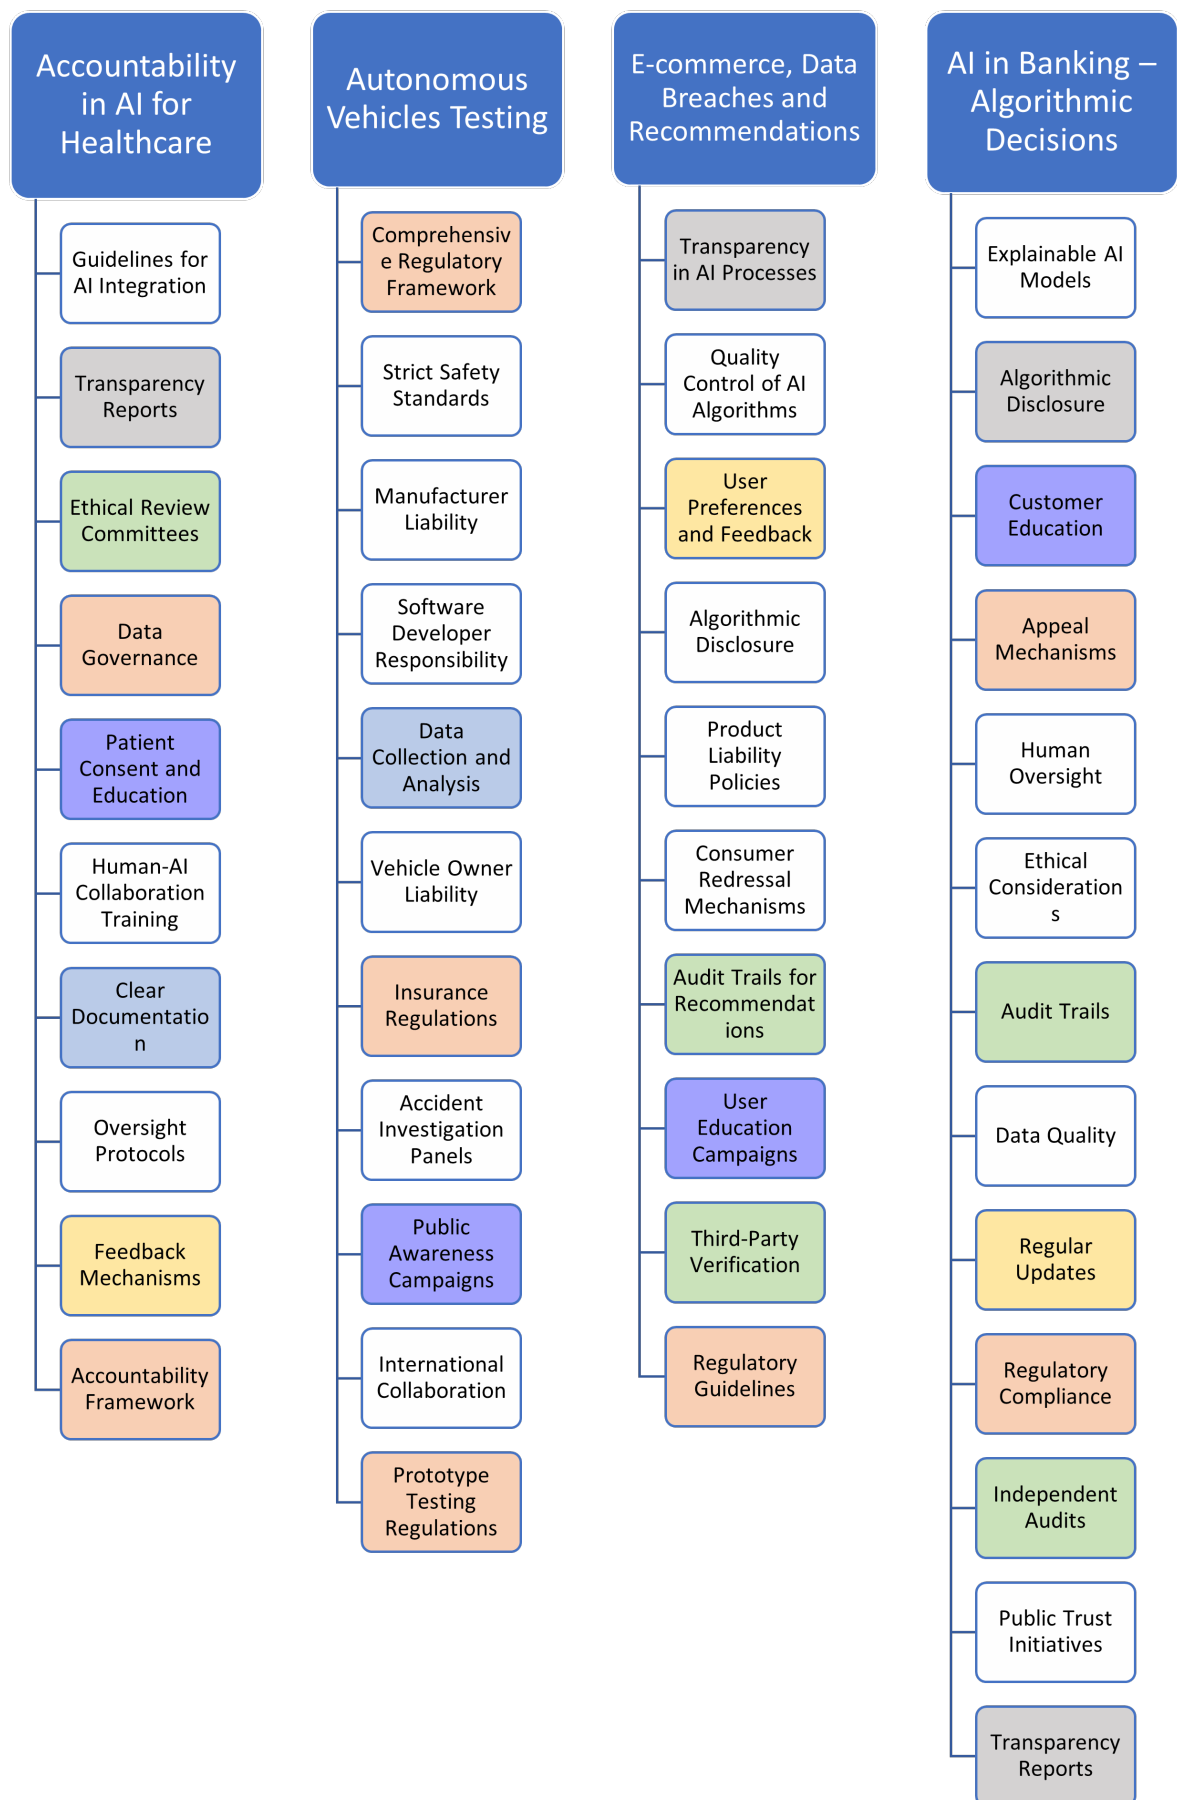 Accountability
in AI for
Healthcare
Guidelines for
AI Integration
Transparency
Reports
Ethical Review
Committees
Data
Governance
Patient
Consent and
Education
Human-AI
Collaboration
Training
Clear
Documentatio
n
Oversight
Protocols
Feedback
Mechanisms
Accountability
Framework
Autonomous
Vehicles Testing
Comprehensiv
e Regulatory
Framework
Strict Safety
Standards
Manufacturer
Liability
Software
Developer
Responsibility
Data
Collection and
Analysis
Vehicle Owner
Liability
Insurance
Regulations
Accident
Investigation
Panels
Public
Awareness
Campaigns
International
Collaboration
Prototype
Testing
Regulations
E-commerce, Data
Breaches and
Recommendations
Transparency
in AI Processes
Quality
Control of AI
Algorithms
User
Preferences
and Feedback
Algorithmic
Disclosure
Product
Liability
Policies
Consumer
Redressal
Mechanisms
Audit Trails for
Recommendat
ions
User
Education
Campaigns
Third-Party
Verification
Regulatory
Guidelines
AI in Banking –
Algorithmic
Decisions
Explainable AI
Models
Algorithmic
Disclosure
Customer
Education
Appeal
Mechanisms
Human
Oversight
Ethical
Consideration
s
Audit Trails
Data Quality
Regular
Updates
Regulatory
Compliance
Independent
Audits
Public Trust
Initiatives
Transparency
Reports